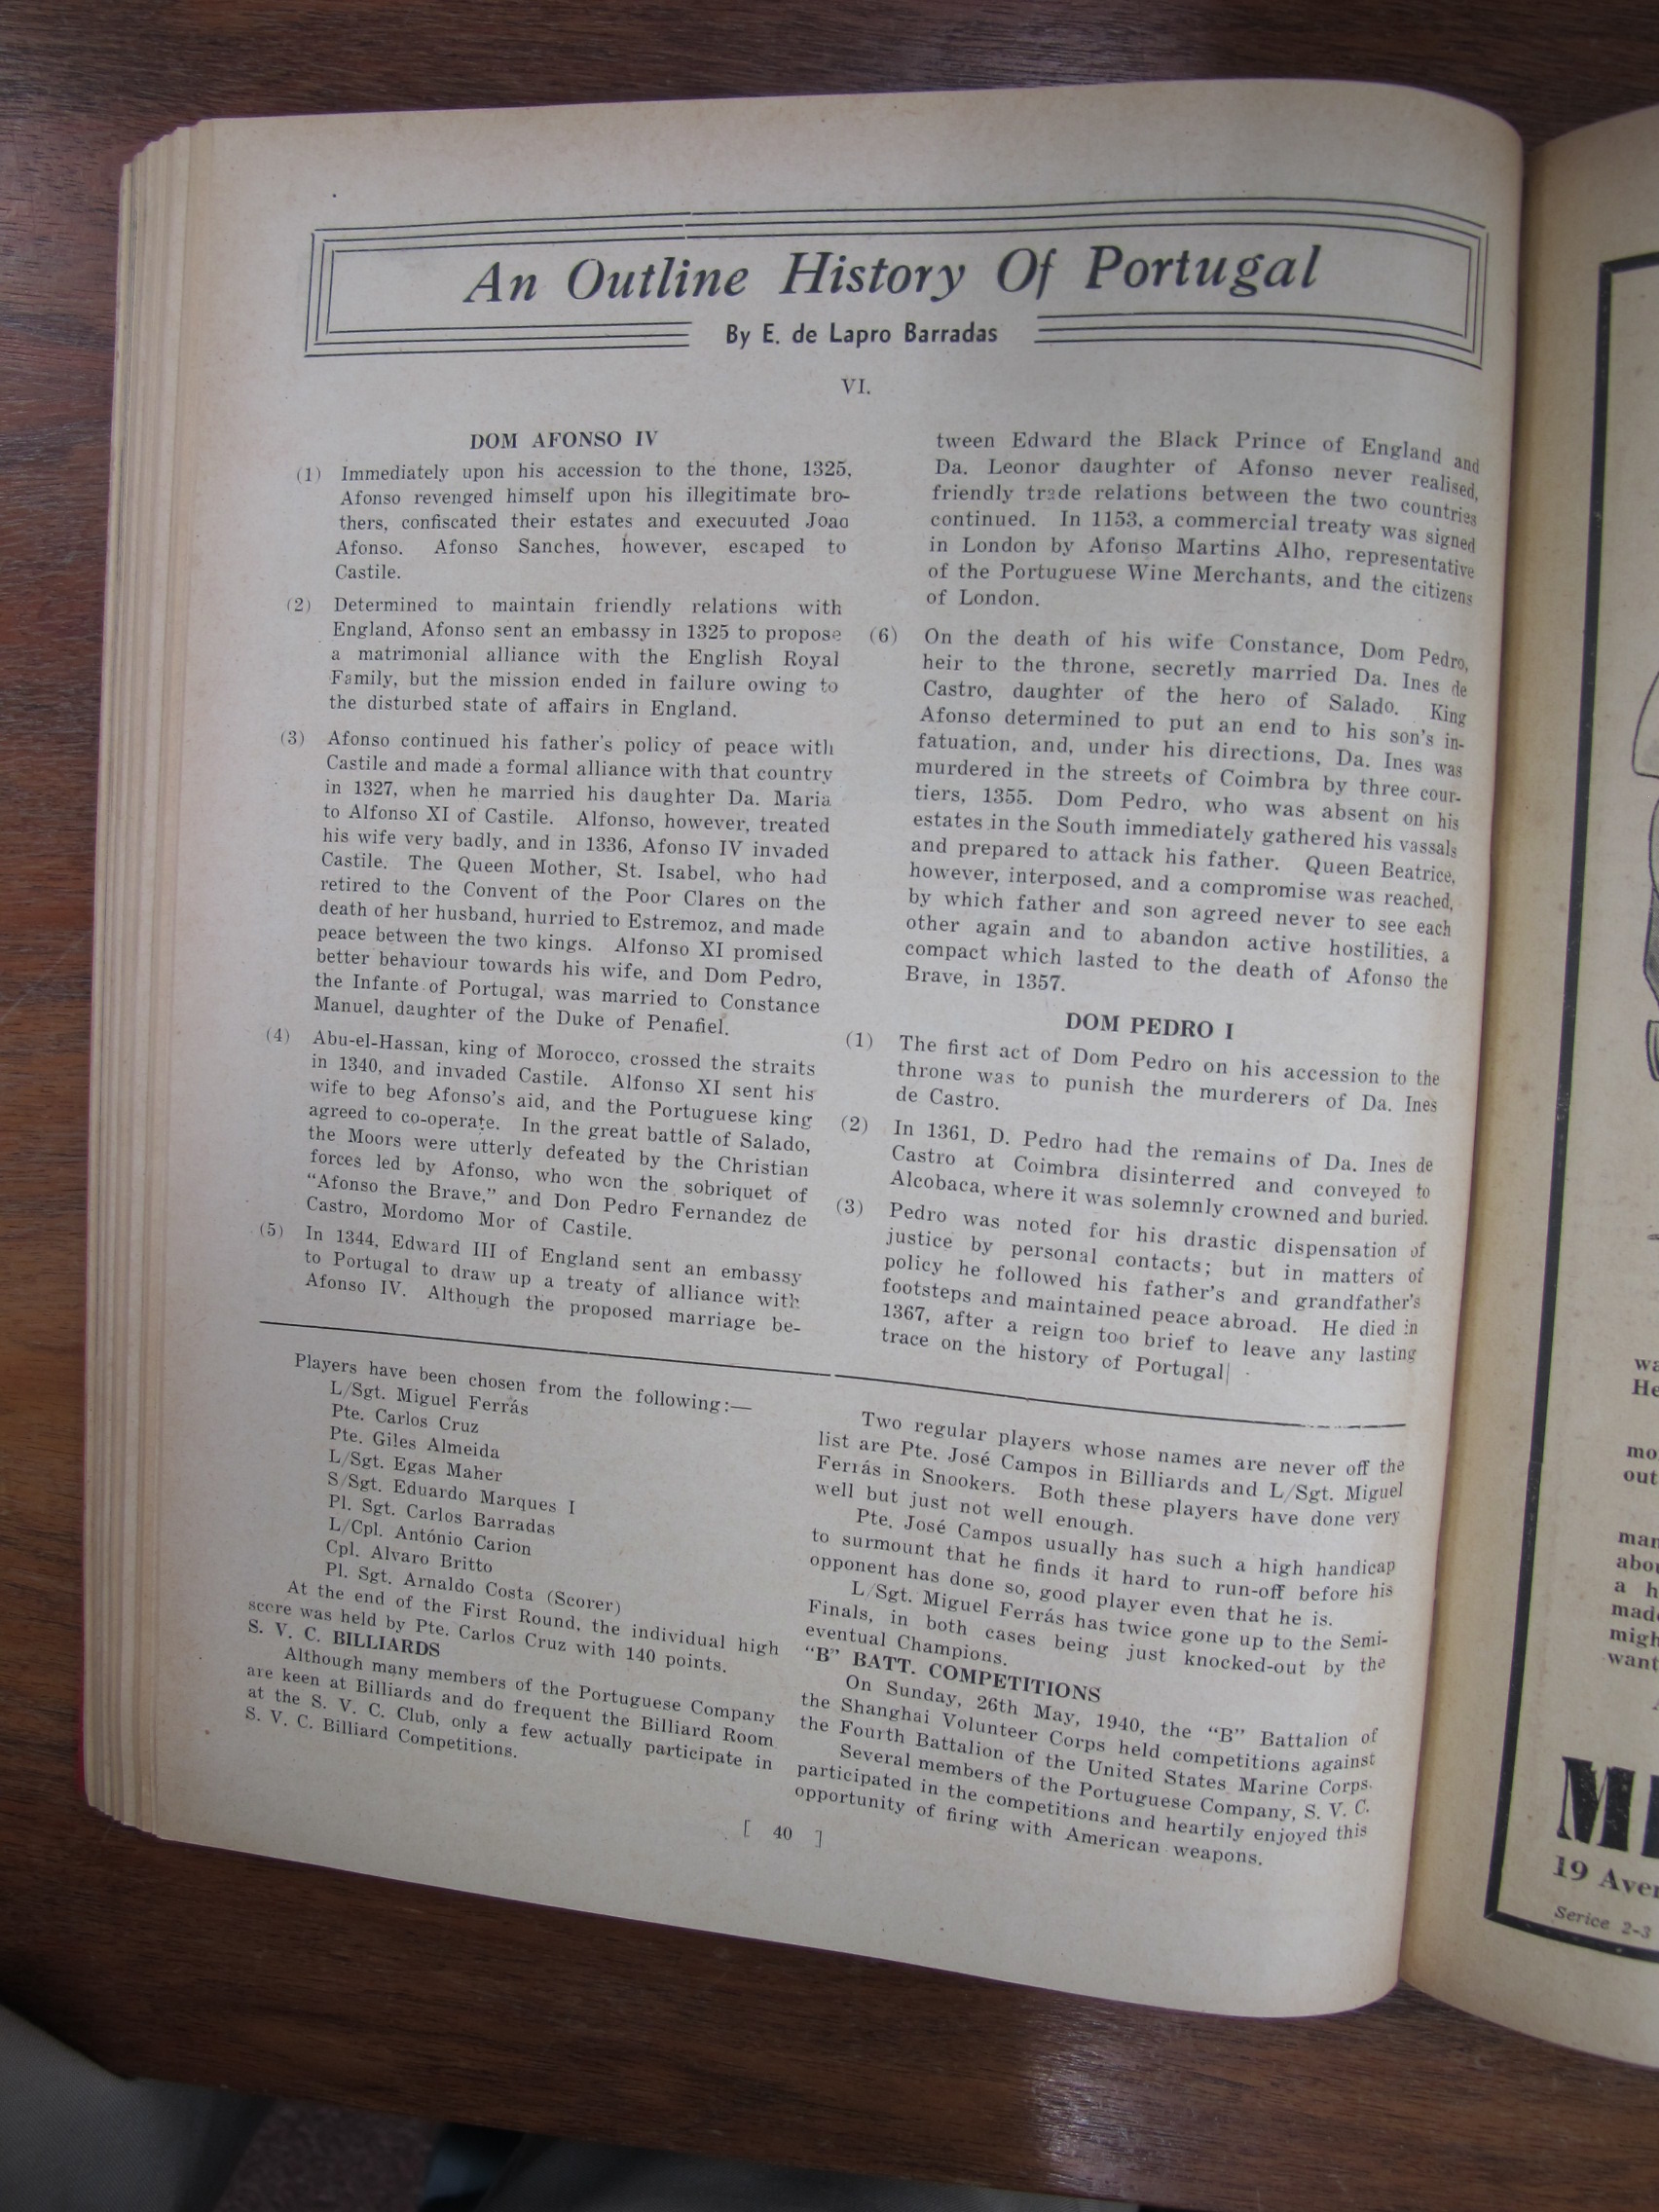 An Outline History Of Portugal
By E. de Lapro Barradas
VI.
DOM AFONSO IV
(1) Immediately upon his accession to the thone, 1325,
Afonso revenged himself upon his illegitimate bro-
thers, confiscated their estates and execuuted Joao
Afonso. Afonso Sanches, however, escaped to
Castile.
(2) Determined to maintain friendly relations with
England, Afonso sent an embassy in 1325 to propose
a matrimonial alliance with the English Royal
Family, but the mission ended in failure owing to
the disturbed state of affairs in England.
(3) Afonso continued his father's policy of peace with
Castile and made a formal alliance with that country
in 1327, when he married his daughter Da. Maria
to Alfonso XI of Castile. Alfonso, however, treated
his wife very badly, and in 1336, Afonso IV invaded
Castile. The Queen Mother, St. Isabel, who had
retired to the Convent of the Poor Clares on the
death of her husband, hurried to Estremoz, and made
peace between the two kings. Alfonso XI promised
better behaviour towards his wife, and Dom Pedro,
the Infante of Portugal, was married to Constance
Manuel, daughter of the Duke of Penafiel.
(4) Abu-el-Hassan, king of Morocco, crossed the straits
in 1340, and invaded Castile. Alfonso XI sent his
wife to beg Afonso's aid, and the Portuguese king
agreed to co-operate. In the great battle of Salado,
the Moors were utterly defeated by the Christian
forces led by Afonso, who won the sobriquet of
"Afonso the Brave," and Don Pedro Fernandez de
Castro, Mordomo Mor of Castile.
(5) In 1344, Edward III of England sent an embassy
to Portugal to draw up a treaty of alliance with
Afonso IV. Although the proposed marriage be-
tween Edward the Black Prince of England and
Da. Leonor daughter of Afonso never realised,
friendly trade relations between the two countries
continued. In 1153, a commercial treaty was signed
in London by Afonso Martins Alho, representative
of the Portuguese Wine Merchants, and the citizens
of London.
(6) On the death of his wife Constance, Dom Pedro,
heir to the throne, secretly married Da. Ines de
Castro, daughter of the hero of Salado. King
Afonso determined to put an end to his son's in-
fatuation, and, under his directions, Da. Ines was
murdered in the streets of Coimbra by three cour-
tiers, 1355. Dom Pedro, who was absent on his
estates in the South immediately gathered his vassals
and prepared to attack his father. Queen Beatrice,
however, interposed, and a compromise was reached,
by which father and son agreed never to see each
other again and to abandon active hostilities, a
compact which lasted to the death of Afonso the
Brave, in 1357.
DOM PEDRO I
(1) The first act of Dom Pedro on his accession to the
throne was to punish the murderers of Da. Ines
de Castro.
(2) In 1361, D. Pedro had the remains of Da. Ines de
Castro at Coimbra disinterred and conveyed to
Alcobaca, where it was solemnly crowned and buried.
(3) Pedro was noted for his drastic dispensation of
justice by personal contacts; but in matters of
policy he followed his father's and grandfather's
footsteps and maintained peace abroad. He died in
1367, after a reign too brief to leave any lasting
trace on the history of Portugal
Players have been chosen from the following:—
L/Sgt. Miguel Ferrás
Pte. Carlos Cruz
Pte. Giles Almeida
L/Sgt. Egas Maher
S/Sgt. Eduardo Marques I
Pl. Sgt. Carlos Barradas
L/Cpl. António Carion
Cpl. Alvaro Britto
Pl. Sgt. Arnaldo Costa (Scorer)
At the end of the First Round, the individual high
score was held by Pte. Carlos Cruz with 140 points.
S. V. C. BILLIARDS
Although many members of the Portuguese Company
are keen at Billiards and do frequent the Billiard Room
at the S. V. C. Club, only a few actually participate in
S. V. C. Billiard Competitions.
Two regular players whose names are never off the
list are Pte. José Campos in Billiards and L/Sgt. Miguel
Ferrás in Snookers. Both these players have done very
well but just not well enough.
Pte. José Campos usually has such a high handicap
to surmount that he finds it hard to run-off before his
opponent has done so, good player even that he is.
L/Sgt. Miguel Ferrás has twice gone up to the Semi-
Finals, in both cases being just knocked-out by the
eventual Champions.
"B" BATT. COMPETITIONS
On Sunday, 26th May, 1940, the "B" Battalion of
the Shanghai Volunteer Corps held competitions against
the Fourth Battalion of the United States Marine Corps.
Several members of the Portuguese Company, S. V. C.
participated in the competitions and heartily enjoyed this
opportunity of firing with American weapons.
[ 40 ]
He
out
a h
want
19 Aver
Serice 2-3